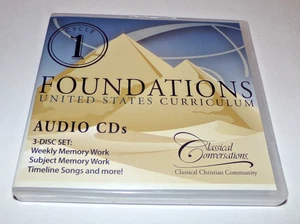 CYCLE
1
FOUNDATIONS
UNITED STATES CURRICULUM
AUDIO CDs
3-DISC SET:
Weekly Memory Work
Subject Memory Work
Timeline Songs and more!
Classical
Conversations
Classical Christian Community